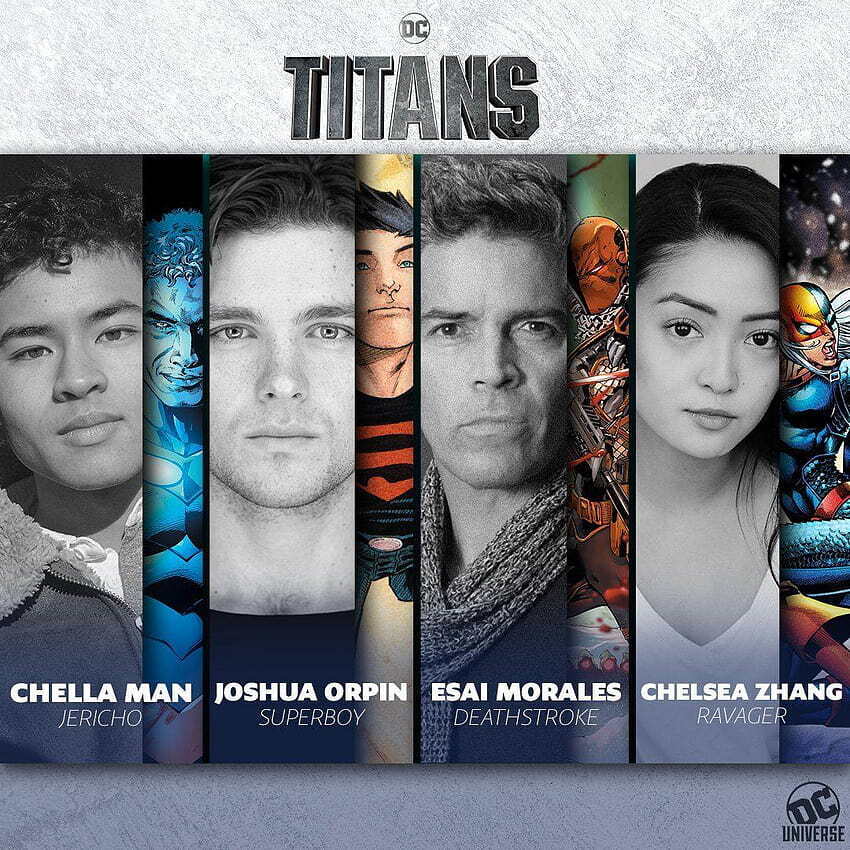 DC
TITANS
CHELLA MAN
JERICHO
JOSHUA ORPIN
SUPERBOY
ESAI MORALES
DEATHSTROKE
CHELSEA ZHANG
RAVAGER
DC
UNIVERSE